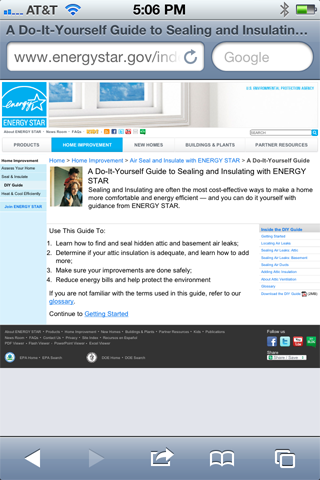 AT&T 5:06 PM
A Do-It-Yourself Guide to Sealing and Insulatin...
www.energystar.gov/ind
Google
energy
ENERGY STAR
U.S. ENVIRONMENTAL PROTECTION AGENCY
About ENERGY STAR • News Room • FAQs
SEARCH
PRODUCTS HOME IMPROVEMENT NEW HOMES BUILDINGS & PLANTS PARTNER RESOURCES
Home Improvement
Assess Your Home
Seal & Insulate
DIY Guide
Heat & Cool Efficiently
Join ENERGY STAR
Home > Home Improvement > Air Seal and Insulate with ENERGY STAR > A Do-It-Yourself Guide
A Do-It-Yourself Guide to Sealing and Insulating with ENERGY
STAR
Sealing and Insulating are often the most cost-effective ways to make a home
more comfortable and energy efficient — and you can do it yourself with
guidance from ENERGY STAR.
Use This Guide To:
1. Learn how to find and seal hidden attic and basement air leaks;
2. Determine if your attic insulation is adequate, and learn how to add
more;
3. Make sure your improvements are done safely;
4. Reduce energy bills and help protect the environment
If you are not familiar with the terms used in this guide, refer to our
glossary.
Continue to Getting Started
Inside the DIY Guide
Getting Started
Locating Air Leaks
Sealing Air Leaks: Attic
Sealing Air Leaks: Basement
Sealing Air Guide
Adding Attic Insulation
About Attic Ventilation
Glossary
Download the DIY Guide (2MB)
About ENERGY STAR • Products • Home Improvement • New Homes • Buildings & Plants • Partner Resources • Kids • Publications
News Room • FAQs • Contact Us • Privacy • Site Index • Recursos en Español
PDF Viewer • Flash Viewer • PowerPoint Viewer • Excel Viewer
EPA Home • EPA Search
DOE Home • DOE Search
Follow us
Share
Share / Save